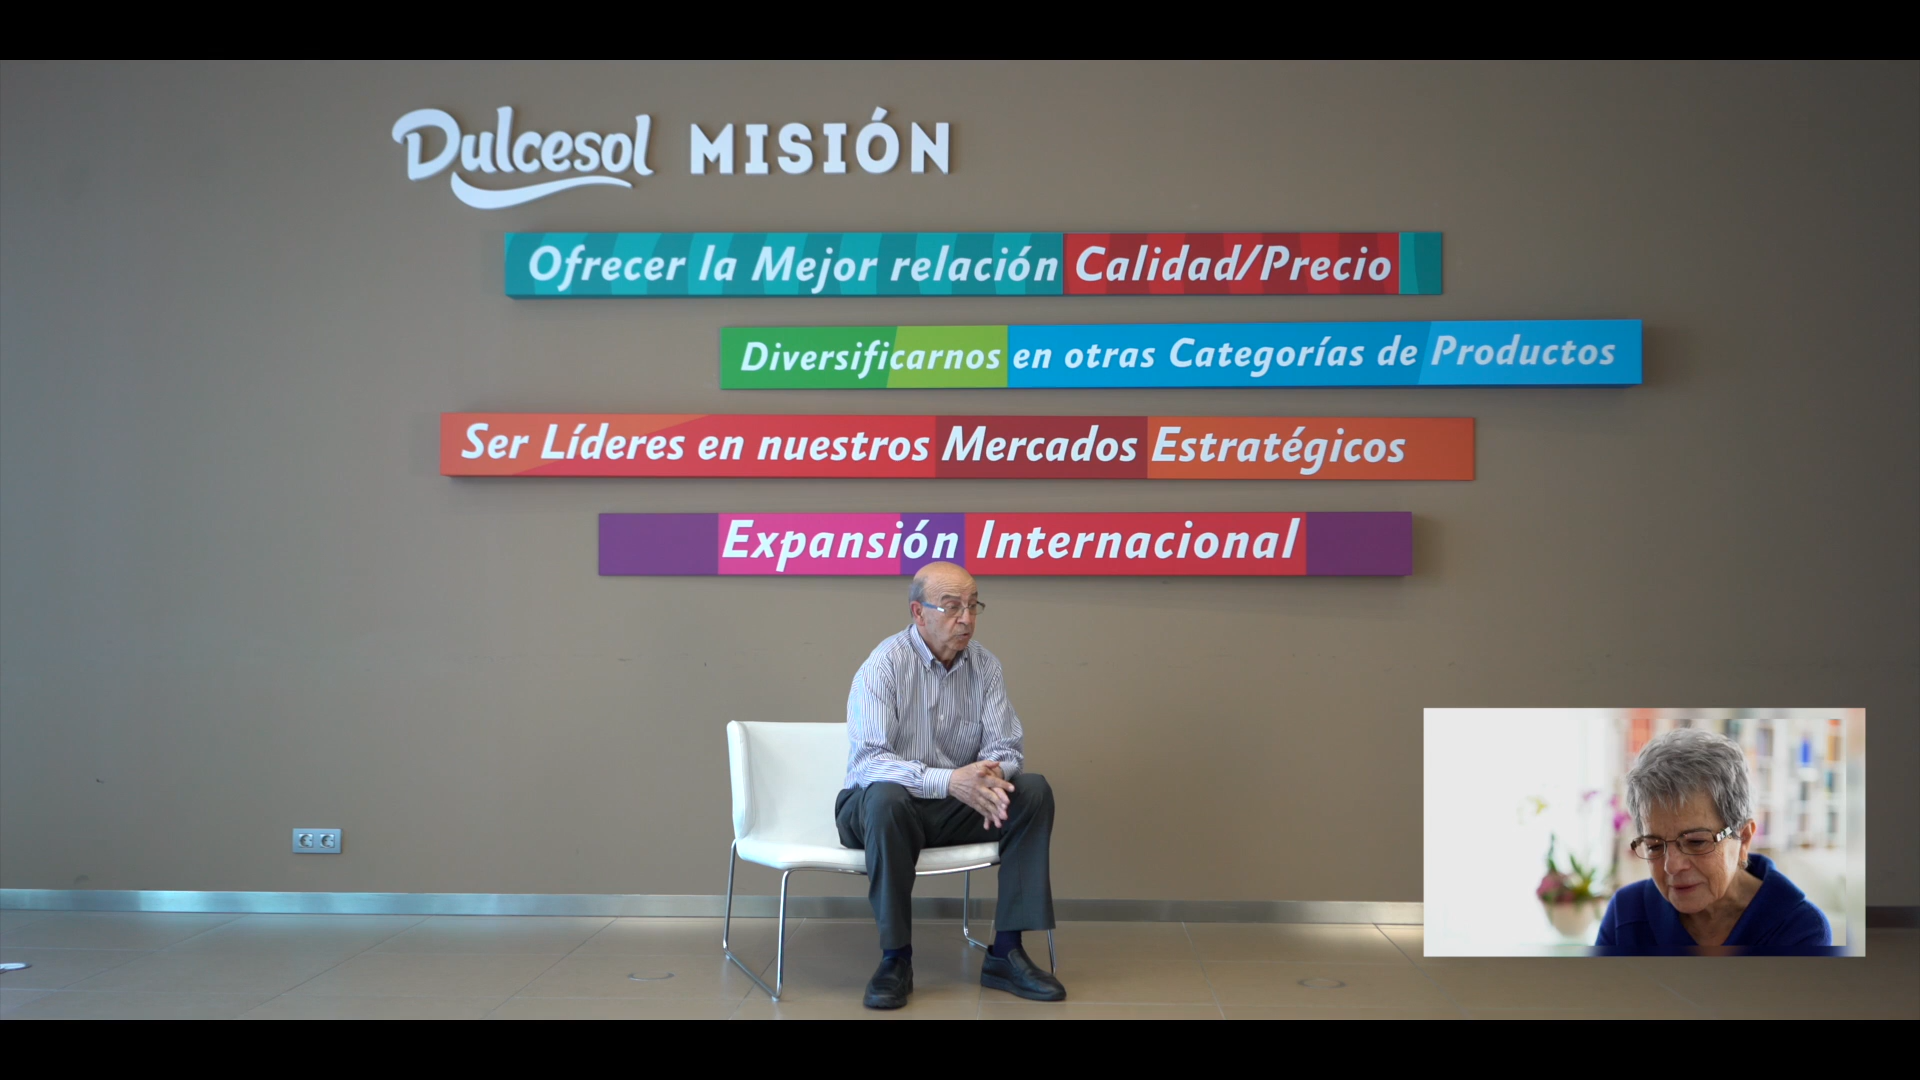 Dulcesol MISIÓN
Ofrecer la Mejor relación Calidad/Precio
Diversificarnos en otras Categorías de Productos
Ser Líderes en nuestros Mercados Estratégicos
Expansión Internacional